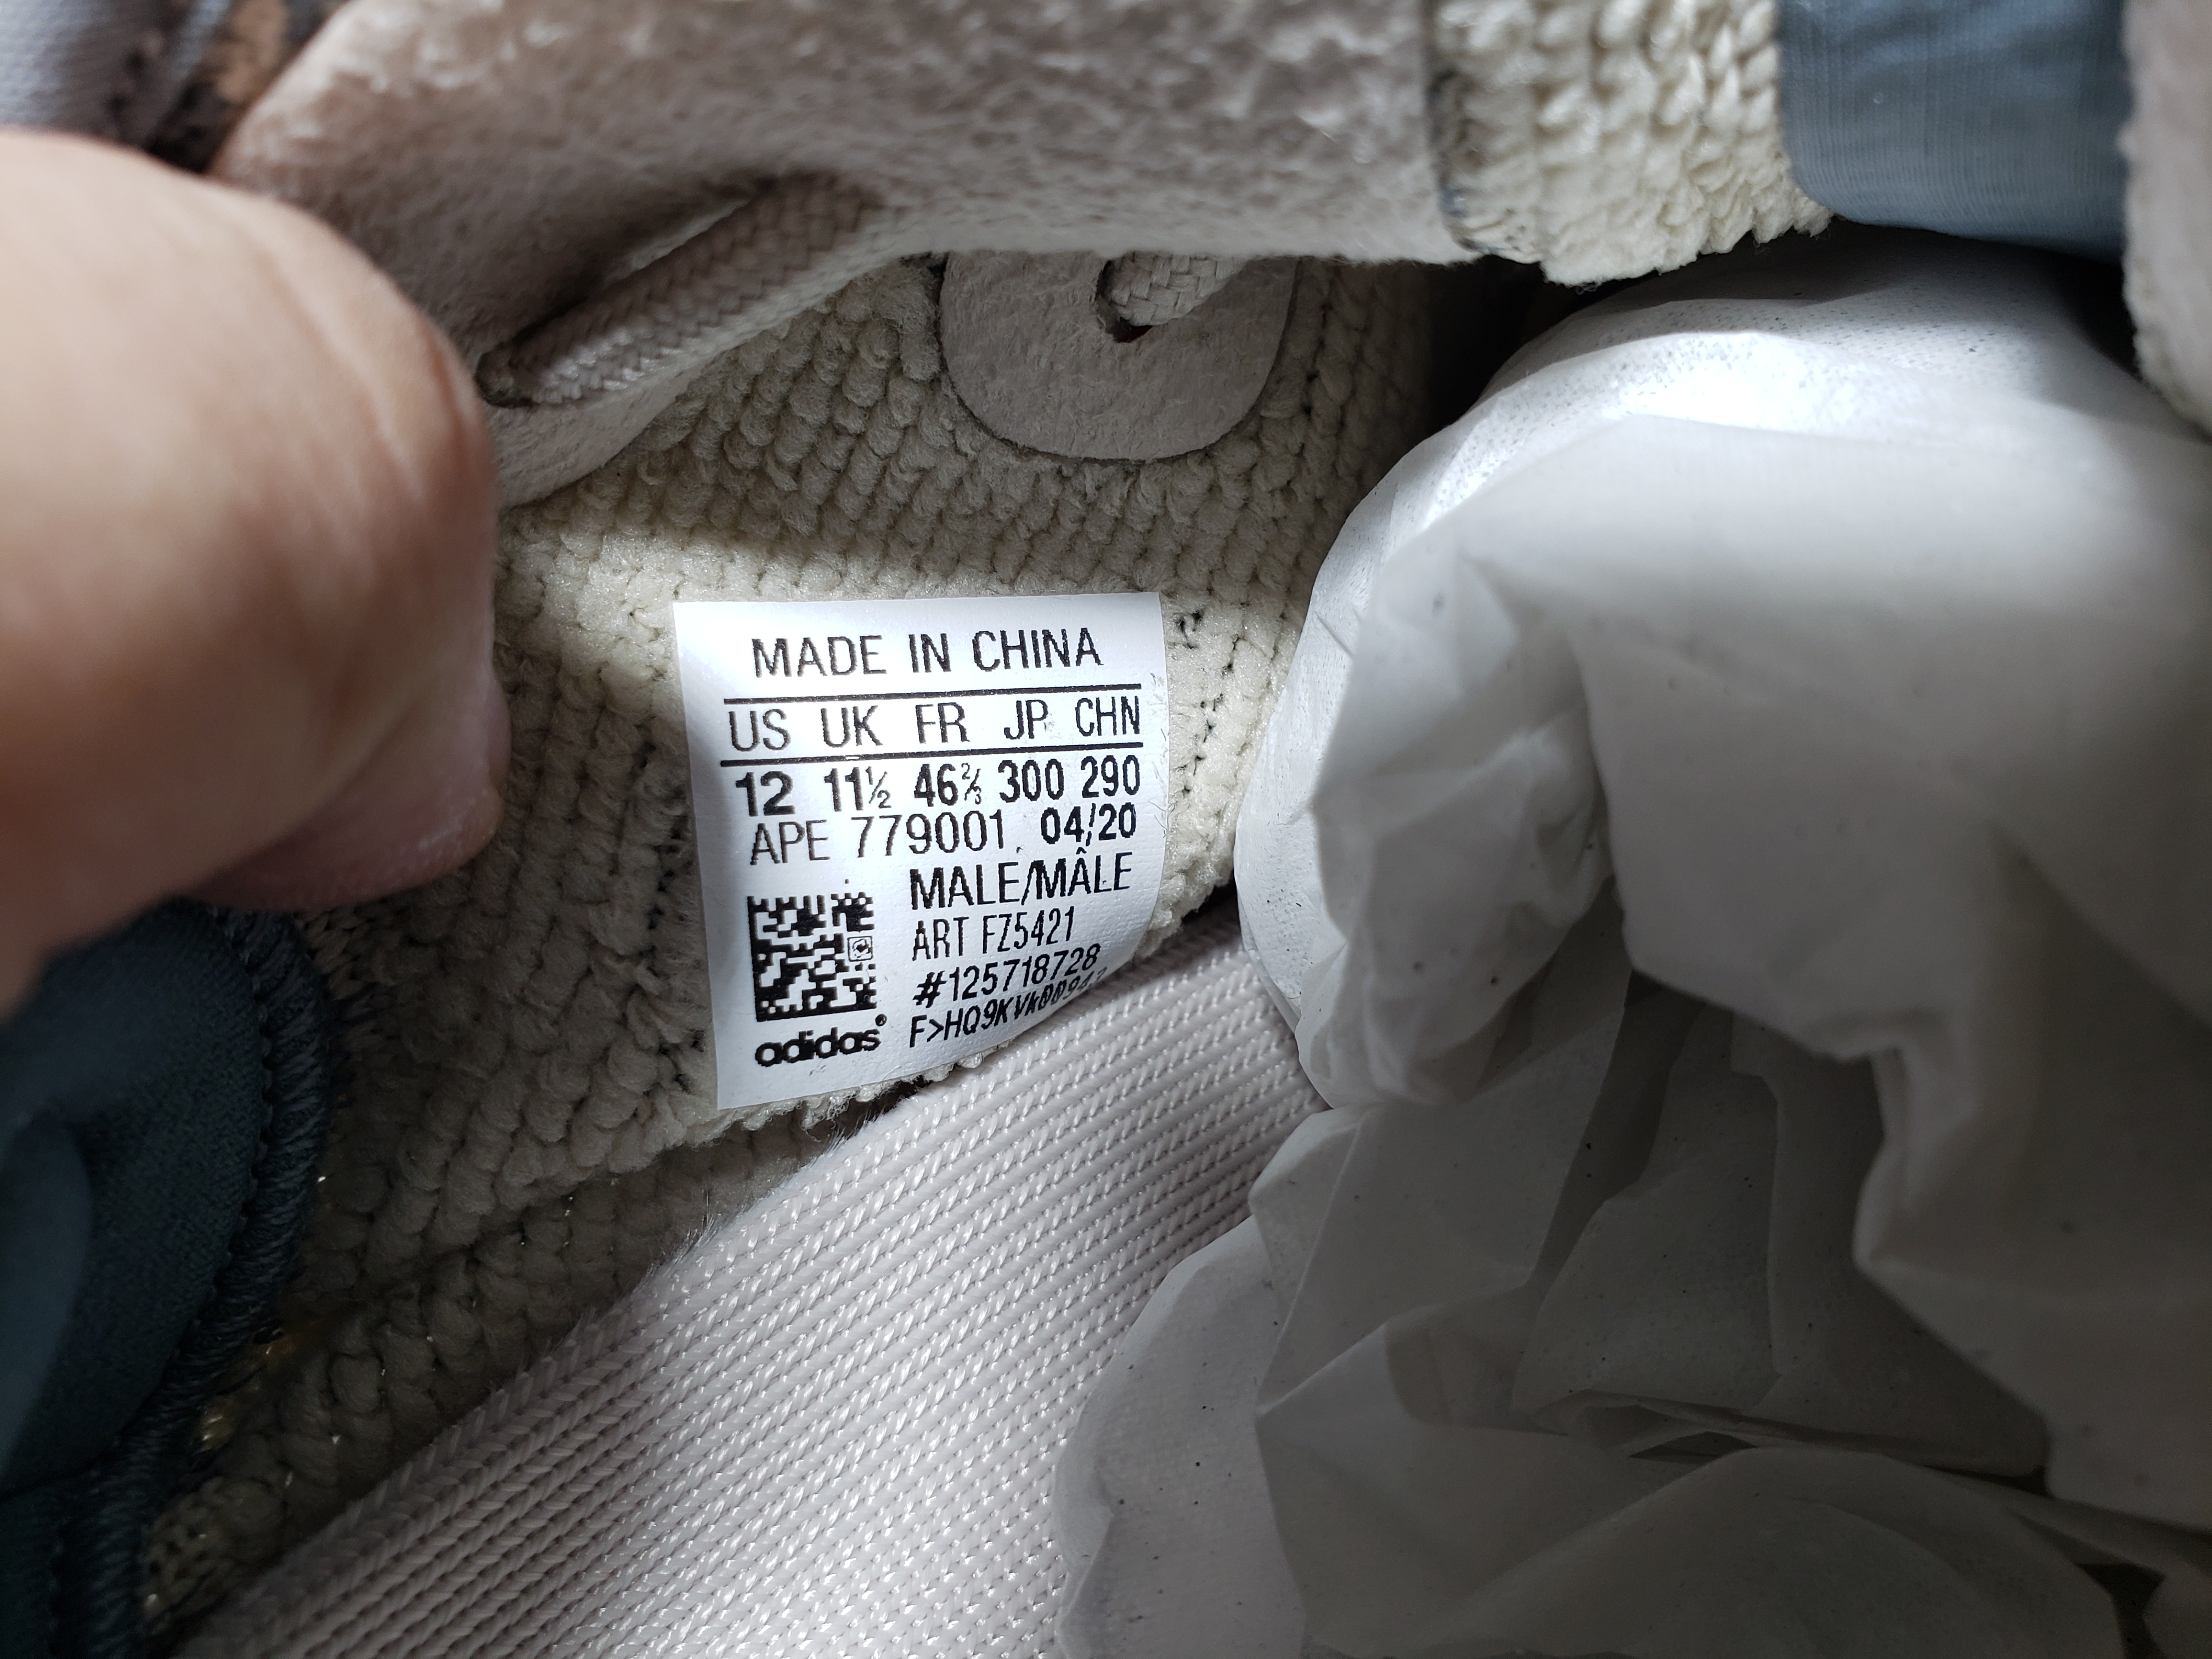 MADE IN CHINA
US UK FR JP CHN
12 11½ 46⅔ 300 290
APE 779001 04/20
MALE/MÂLE
ART FZ5421
#125718728
adidas®